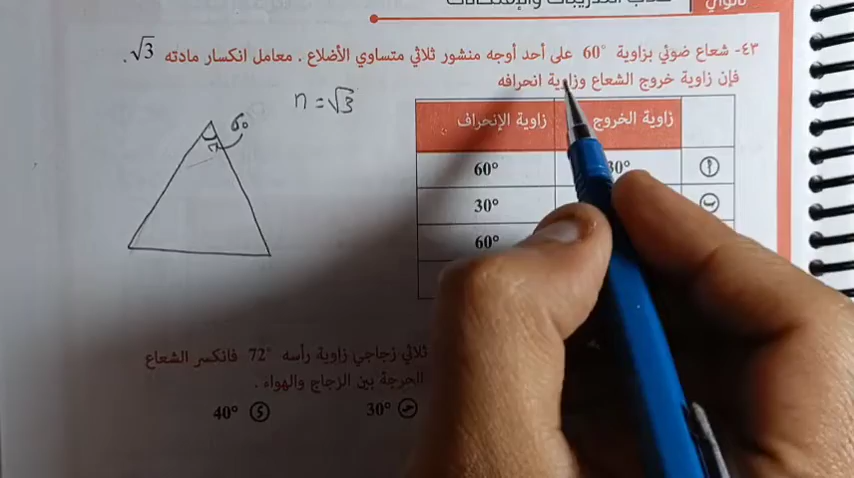 ٤٣- شعاع ضوئي بزاوية 60° على أحد أوجه منشور ثلاثي متساوي الأضلاع . معامل انكسار مادته √3 .
فإن زاوية خروج الشعاع وزاوية انحرافه
n = √3
60
زاوية الخروج زاوية الإنحراف
أ 30° 60°
ب 30°
60°
ثلاثي زجاجي زاوية رأسه 72° فانكسر الشعاع
الحرجة بين الزجاج والهواء .
جـ 30° د 40°